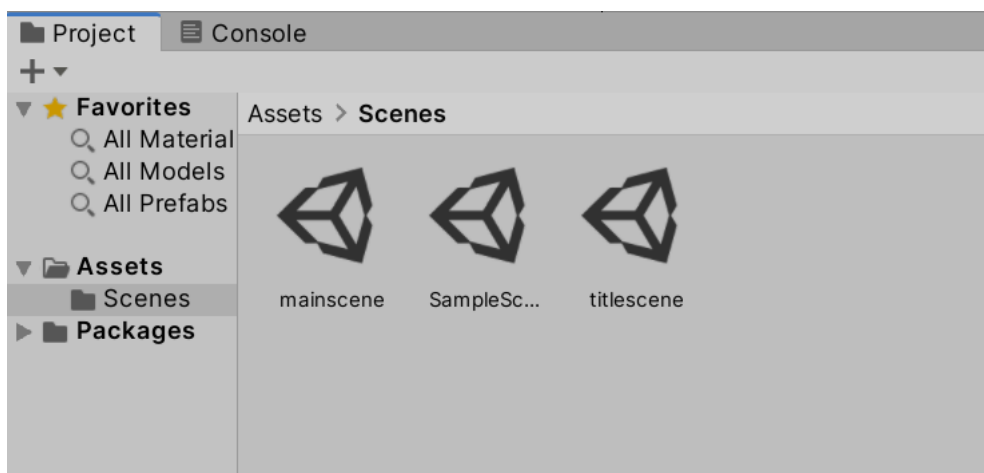 Project
Console
Favorites
All Material
All Models
All Prefabs
Assets
Scenes
Packages
Assets > Scenes
mainscene
SampleSc...
titlescene